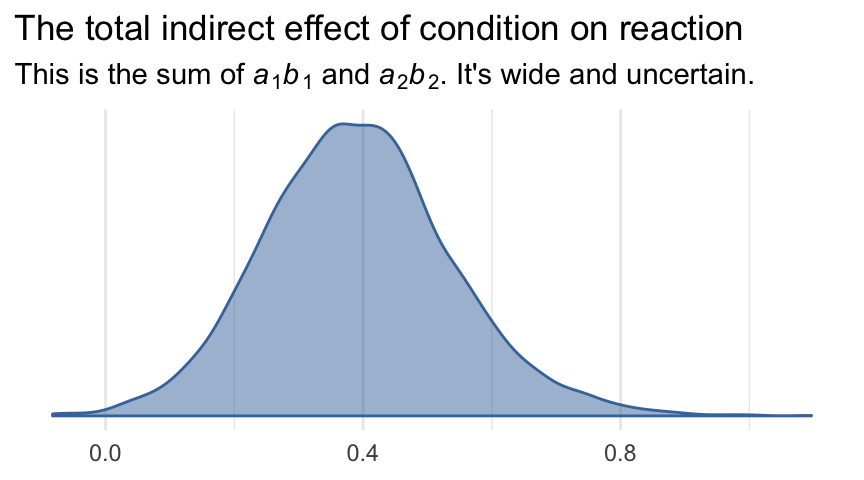 The total indirect effect of condition on reaction
This is the sum of a₁b₁ and a₂b₂. It's wide and uncertain.
0.0 0.4 0.8